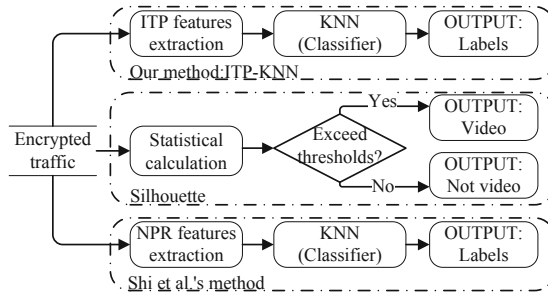 ITP features
extraction
KNN
(Classifier)
OUTPUT:
Labels
Our method:ITP-KNN
Encrypted
traffic
Statistical
calculation
Exceed
thresholds?
Yes
No
OUTPUT:
Video
OUTPUT:
Not video
Silhouette
NPR features
extraction
KNN
(Classifier)
OUTPUT:
Labels
Shi et al.'s method